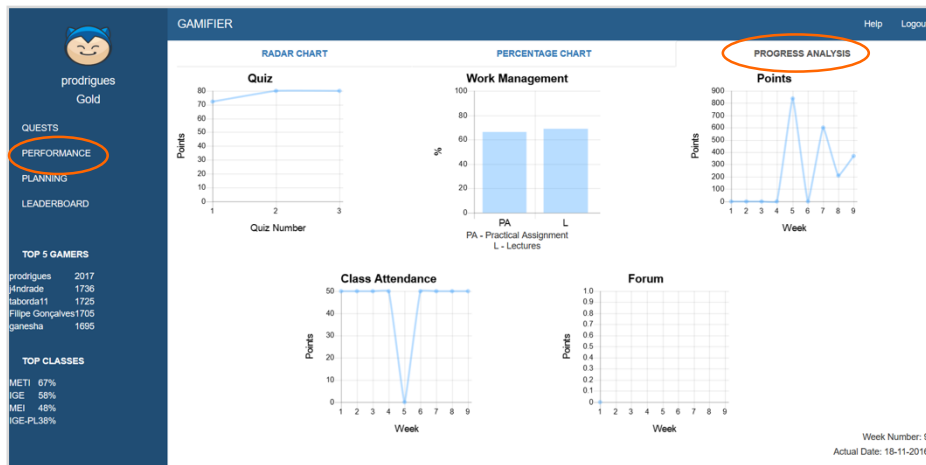 GAMIFIER
Help Logout
prodrigues
Gold
QUESTS
PERFORMANCE
PLANNING
LEADERBOARD
TOP 5 GAMERS
prodrigues 2017
j4ndrade 1736
taborda11 1725
Filipe Gonçalves1705
ganesha 1695
TOP CLASSES
METI 67%
IGE 58%
MEI 48%
IGE-PL38%
RADAR CHART
PERCENTAGE CHART
PROGRESS ANALYSIS
Quiz
Points
80
70
60
50
40
30
20
10
0
1 2 3
Quiz Number
Work Management
%
100
80
60
40
20
0
PA L
PA - Practical Assignment
L - Lectures
Points
Points
900
800
700
600
500
400
300
200
100
0
1 2 3 4 5 6 7 8 9
Week
Class Attendance
Points
50
40
30
20
10
0
1 2 3 4 5 6 7 8 9
Week
Forum
Points
1.0
0.9
0.8
0.7
0.6
0.5
0.4
0.3
0.2
0.1
0
1 2 3 4 5 6 7 8 9
Week
Week Number: 9
Actual Date: 18-11-2016